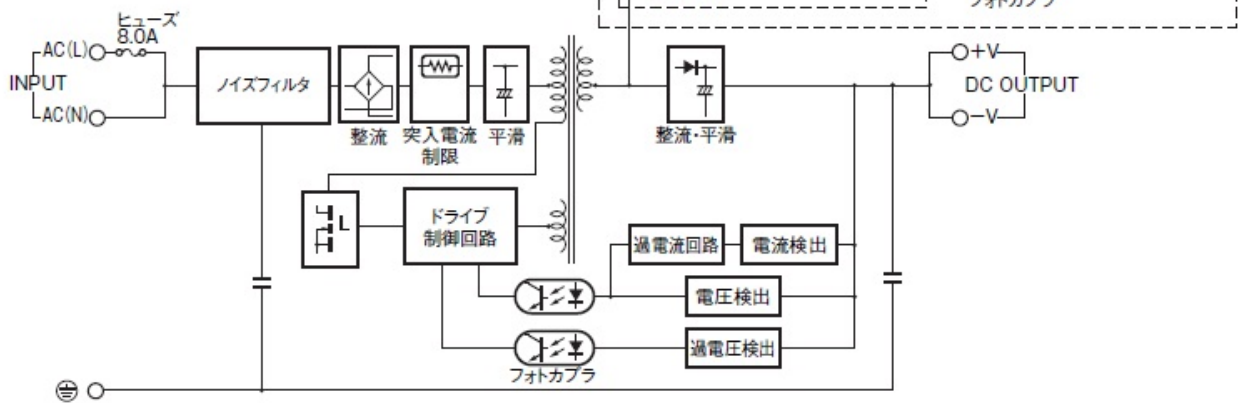 フォトカプラ
ヒューズ
8.0A
AC(L)
INPUT
AC(N)
ノイズフィルタ
整流
突入電流
制限
平滑
整流・平滑
+V
DC OUTPUT
−V
L
ドライブ
制御回路
過電流回路
電流検出
電圧検出
過電圧検出
フォトカプラ